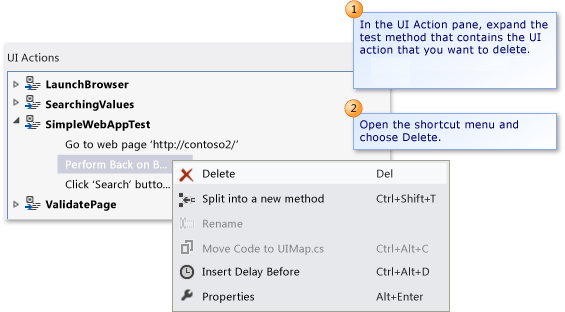 1
In the UI Action pane, expand the
test method that contains the UI
action that you want to delete.
UI Actions
LaunchBrowser
SearchingValues
2
SimpleWebAppTest
Open the shortcut menu and
choose Delete.
Go to web page 'http://contoso2/'
Perform Back on B...
Click 'Search' butto...
ValidatePage
Delete Del
Split into a new method Ctrl+Shift+T
Rename
Move Code to UIMap.cs Ctrl+Alt+C
Insert Delay Before Ctrl+Alt+D
Properties Alt+Enter